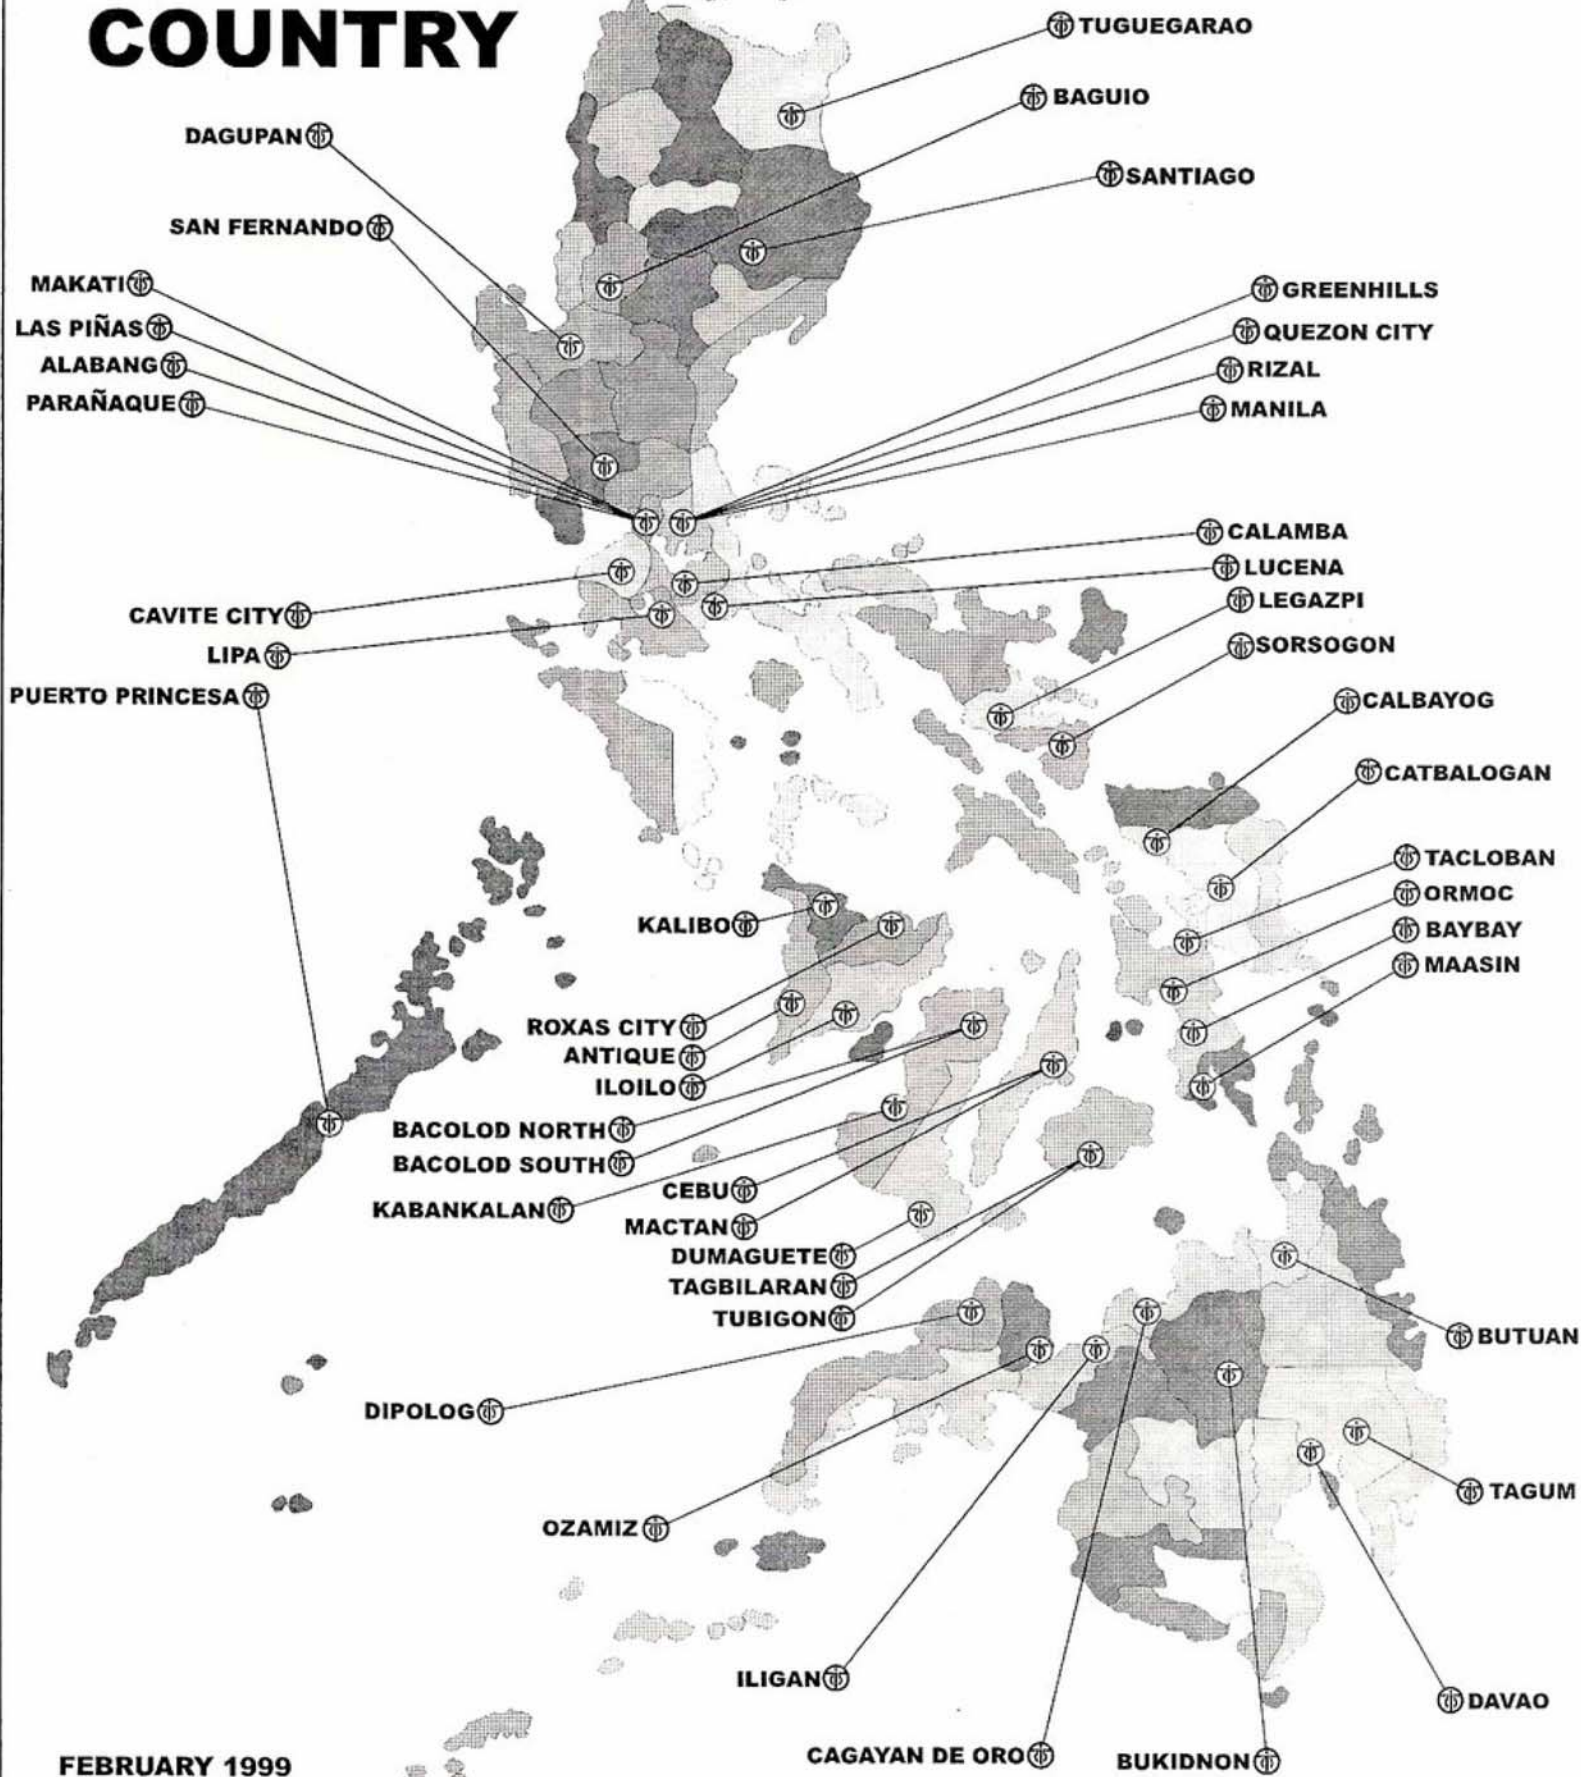 COUNTRY
TUGUEGARAO
BAGUIO
DAGUPAN
SANTIAGO
SAN FERNANDO
MAKATI
GREENHILLS
LAS PIÑAS
QUEZON CITY
ALABANG
RIZAL
PARAÑAQUE
MANILA
CALAMBA
LUCENA
LEGAZPI
CAVITE CITY
SORSOGON
LIPA
PUERTO PRINCESA
CALBAYOG
CATBALOGAN
TACLOBAN
ORMOC
KALIBO
BAYBAY
MAASIN
ROXAS CITY
ANTIQUE
ILOILO
BACOLOD NORTH
BACOLOD SOUTH
CEBU
KABANKALAN
MACTAN
DUMAGUETE
TAGBILARAN
TUBIGON
BUTUAN
DIPOLOG
TAGUM
OZAMIZ
ILIGAN
DAVAO
CAGAYAN DE ORO
BUKIDNON
FEBRUARY 1999